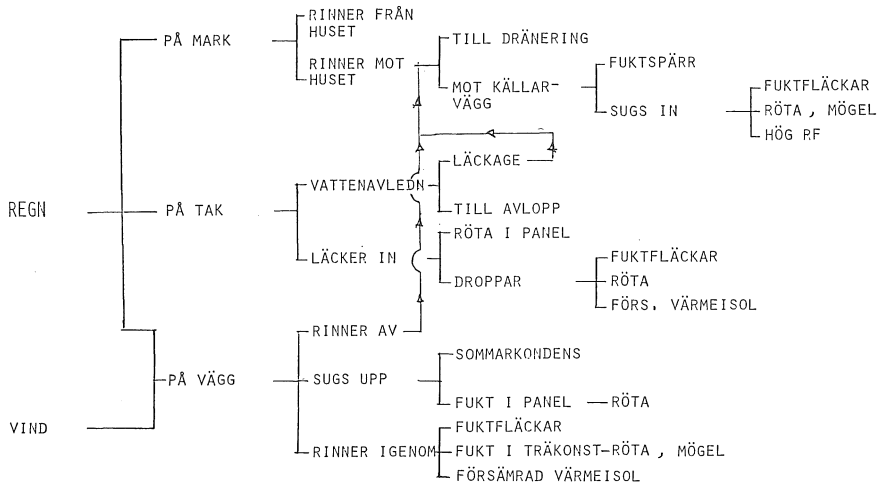 RINNER FRÅN
HUSET
PÅ MARK
TILL DRÄNERING
RINNER MOT
HUSET
FUKTSPÄRR
MOT KÄLLAR-
VÄGG
FUKTFLÄCKAR
SUGS IN
RÖTA , MÖGEL
HÖG RF
LÄCKAGE
VATTENAVLEDN
REGN
PÅ TAK
TILL AVLOPP
RÖTA I PANEL
LÄCKER IN
FUKTFLÄCKAR
DROPPAR
RÖTA
FÖRS. VÄRMEISOL
RINNER AV
SOMMARKONDENS
PÅ VÄGG
SUGS UPP
FUKT I PANEL
RÖTA
VIND
FUKTFLÄCKAR
RINNER IGENOM
FUKT I TRÄKONST-RÖTA , MÖGEL
FÖRSÄMRAD VÄRMEISOL